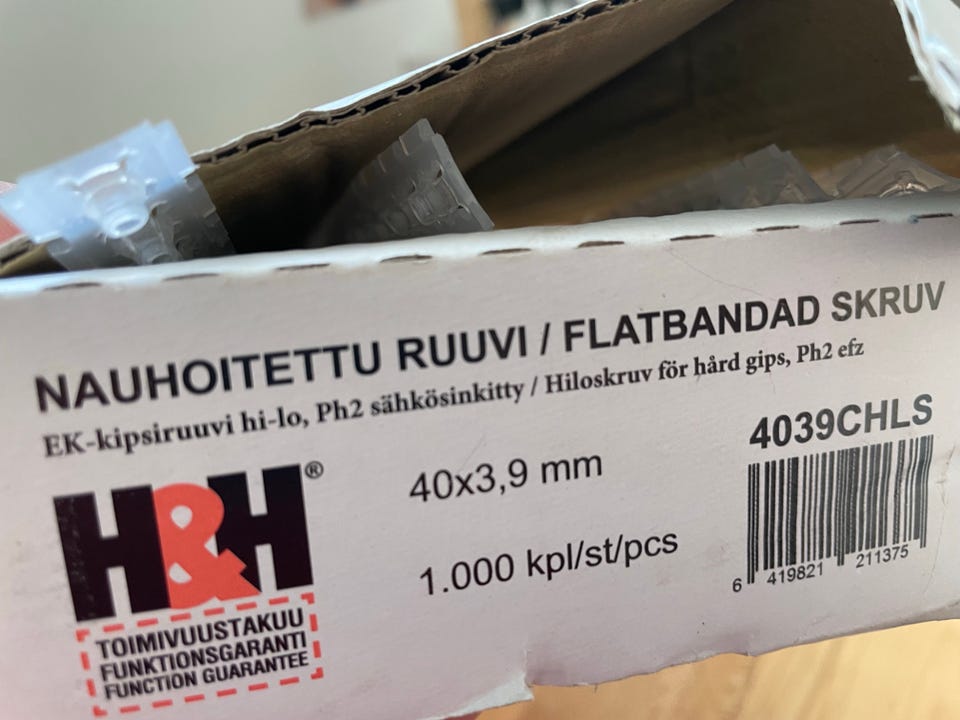 NAUHOITETTU RUUVI / FLATBANDAD SKRUV
EK-kipsiruuvi hi-lo, Ph2 sähkösinkitty / Hiloskruv för hård gips, Ph2 efz
4039CHLS
H&H®
40x3,9 mm
1.000 kpl/st/pcs
6 419821 211375
TOIMIVUUSTAKUU
FUNKTIONSGARANTI
FUNCTION GUARANTEE